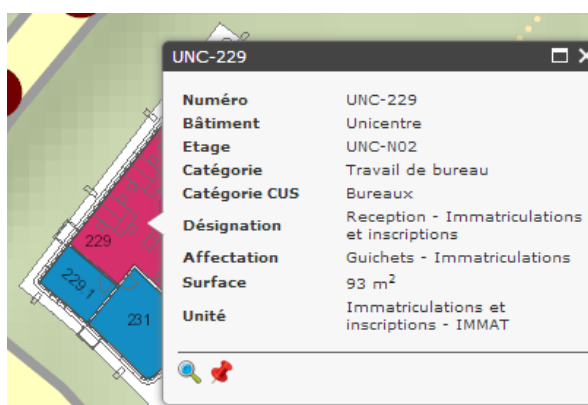 UNC-229
Numéro UNC-229
Bâtiment Unicentre
Etage UNC-N02
Catégorie Travail de bureau
Catégorie CUS Bureaux
Désignation Reception - Immatriculations
et inscriptions
Affectation Guichets - Immatriculations
Surface 93 m²
Unité Immatriculations et
inscriptions - IMMAT
229
229.1
231